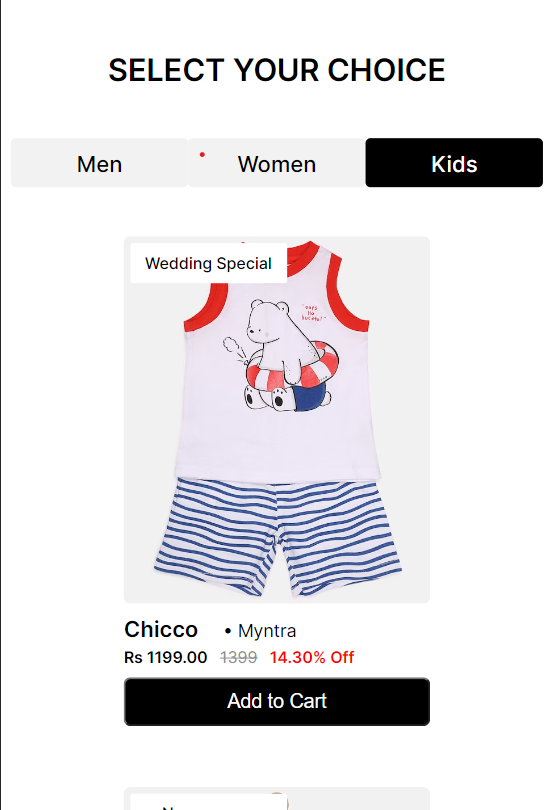 SELECT YOUR CHOICE
Men Women Kids
Wedding Special
Chicco • Myntra
Rs 1199.00 1399 14.30% Off
Add to Cart